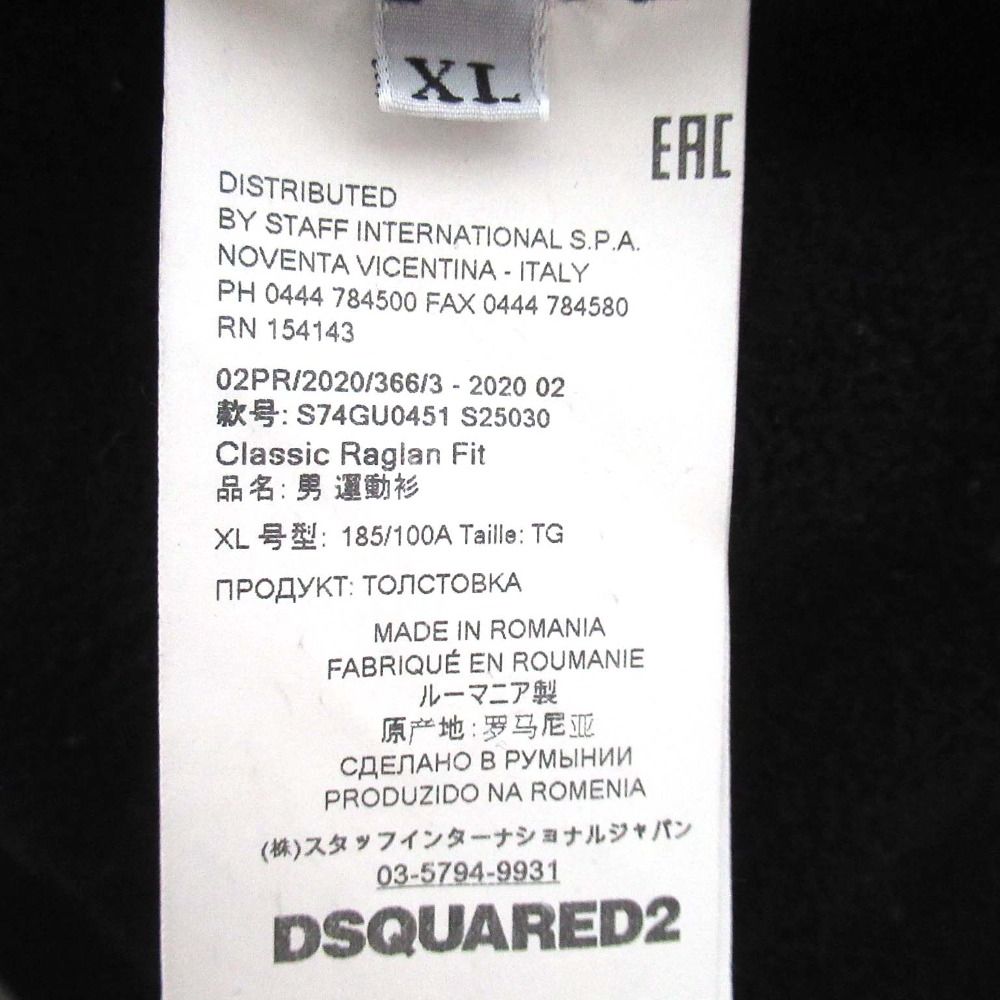 XL
EAC
DISTRIBUTED
BY STAFF INTERNATIONAL S.P.A.
NOVENTA VICENTINA - ITALY
PH 0444 784500 FAX 0444 784580
RN 154143
02PR/2020/366/3 - 2020 02
款号: S74GU0451 S25030
Classic Raglan Fit
品名: 男 運動衫
XL 号型: 185/100A Taille: TG
ПРОДУКТ: ТОЛСТОВКА
MADE IN ROMANIA
FABRIQUÉ EN ROUMANIE
ルーマニア製
原产地:罗马尼亚
СДЕЛАНО В РУМЫНИИ
PRODUZIDO NA ROMENIA
(株)スタッフインターナショナルジャパン
03-5794-9931
DSQUARED2